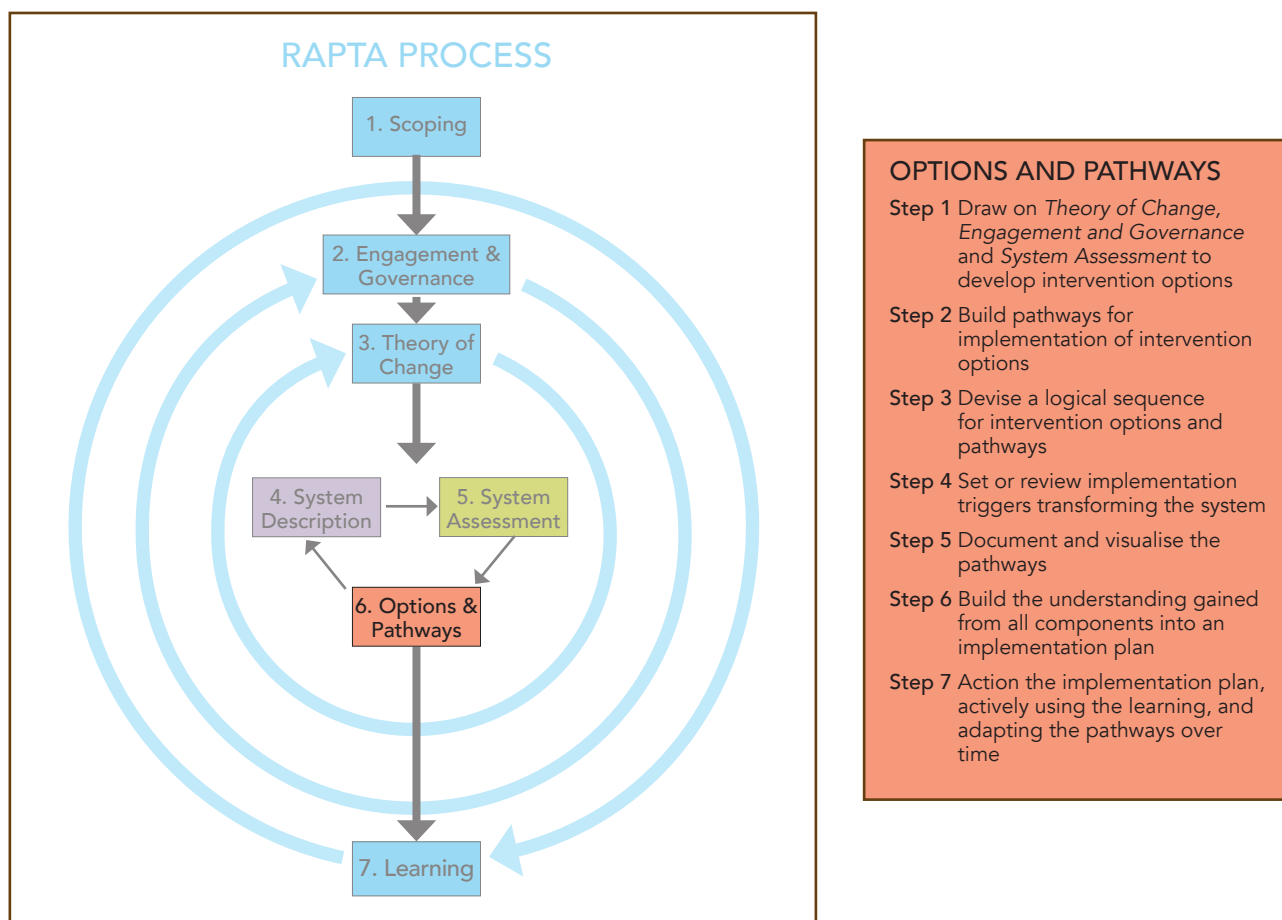 RAPTA PROCESS
1. Scoping
2. Engagement &
Governance
3. Theory of
Change
4. System
Description
5. System
Assessment
6. Options &
Pathways
7. Learning
OPTIONS AND PATHWAYS
Step 1 Draw on Theory of Change,
Engagement and Governance
and System Assessment to
develop intervention options
Step 2 Build pathways for
implementation of intervention
options
Step 3 Devise a logical sequence
for intervention options and
pathways
Step 4 Set or review implementation
triggers transforming the system
Step 5 Document and visualise the
pathways
Step 6 Build the understanding gained
from all components into an
implementation plan
Step 7 Action the implementation plan,
actively using the learning, and
adapting the pathways over
time